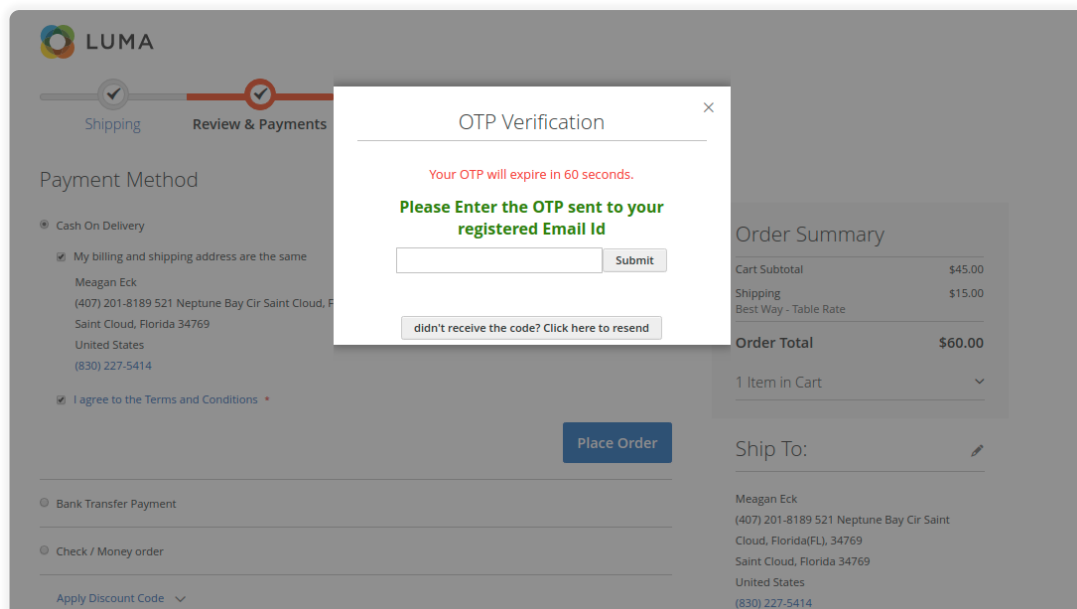 LUMA
Shipping
Review & Payments
Payment Method
Cash On Delivery
My billing and shipping address are the same
Meagan Eck
(407) 201-8189 521 Neptune Bay Cir Saint Cloud,
Saint Cloud, Florida 34769
United States
(830) 227-5414
I agree to the Terms and Conditions *
Place Order
Bank Transfer Payment
Check / Money order
Apply Discount Code
OTP Verification
×
Your OTP will expire in 60 seconds.
Please Enter the OTP sent to your
registered Email Id
Submit
didn't receive the code? Click here to resend
Order Summary
Cart Subtotal $45.00
Shipping $15.00
Best Way - Table Rate
Order Total $60.00
1 Item in Cart
Ship To:
Meagan Eck
(407) 201-8189 521 Neptune Bay Cir Saint
Cloud, Florida(FL), 34769
Saint Cloud, Florida 34769
United States
(830) 227-5414